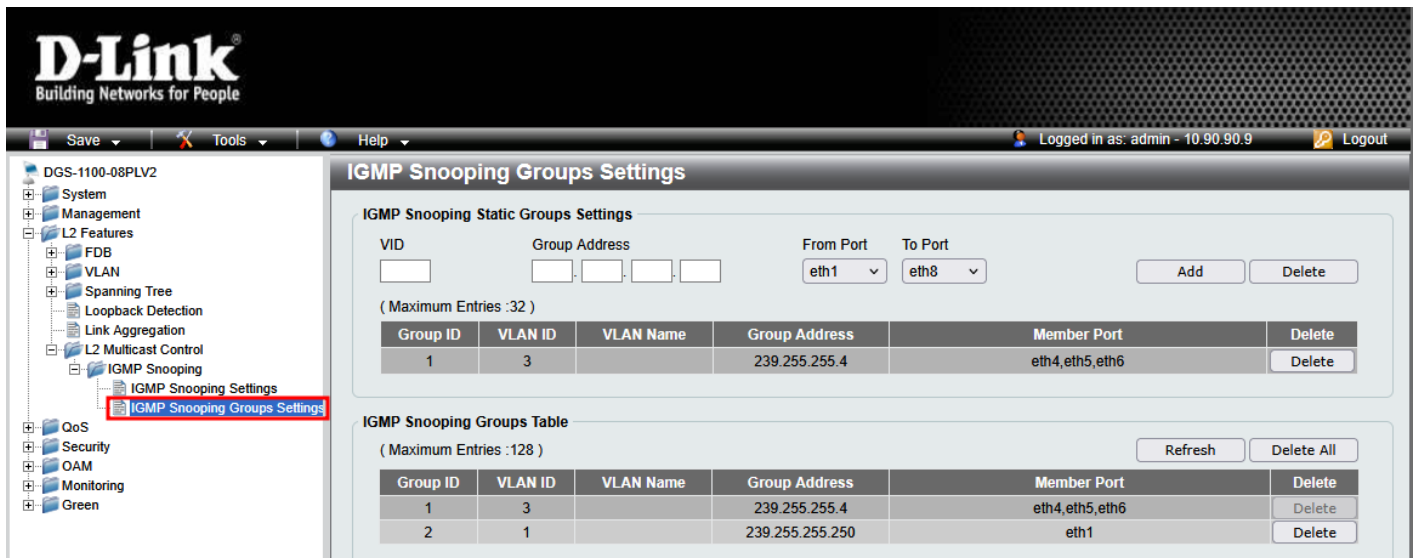 D-Link®
Building Networks for People
Save Tools Help Logged in as: admin - 10.90.90.9 Logout
DGS-1100-08PLV2
System
Management
L2 Features
FDB
VLAN
Spanning Tree
Loopback Detection
Link Aggregation
L2 Multicast Control
IGMP Snooping
IGMP Snooping Settings
IGMP Snooping Groups Settings
QoS
Security
OAM
Monitoring
Green
IGMP Snooping Groups Settings
IGMP Snooping Static Groups Settings
VID Group Address From Port To Port
. . . eth1 eth8 Add Delete
( Maximum Entries :32 )
Group ID VLAN ID VLAN Name Group Address Member Port Delete
1 3 239.255.255.4 eth4,eth5,eth6 Delete
IGMP Snooping Groups Table
( Maximum Entries :128 ) Refresh Delete All
Group ID VLAN ID VLAN Name Group Address Member Port Delete
1 3 239.255.255.4 eth4,eth5,eth6 Delete
2 1 239.255.255.250 eth1 Delete